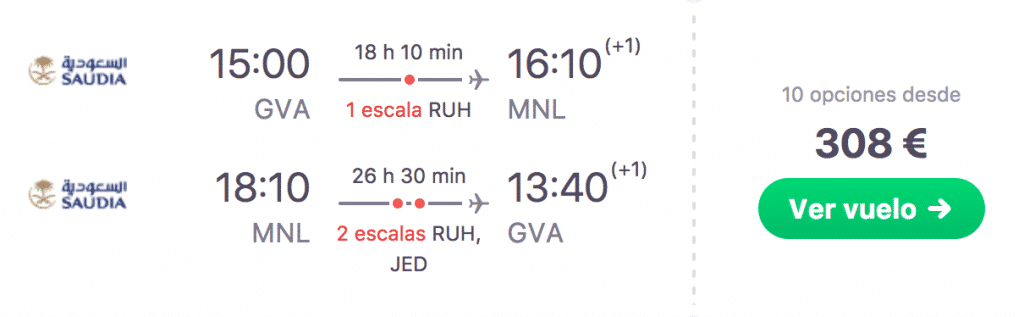 السعودية
SAUDIA
15:00
GVA
18 h 10 min
1 escala RUH
16:10(+1)
MNL
السعودية
SAUDIA
18:10
MNL
26 h 30 min
2 escalas RUH,
JED
13:40(+1)
GVA
10 opciones desde
308 €
Ver vuelo →